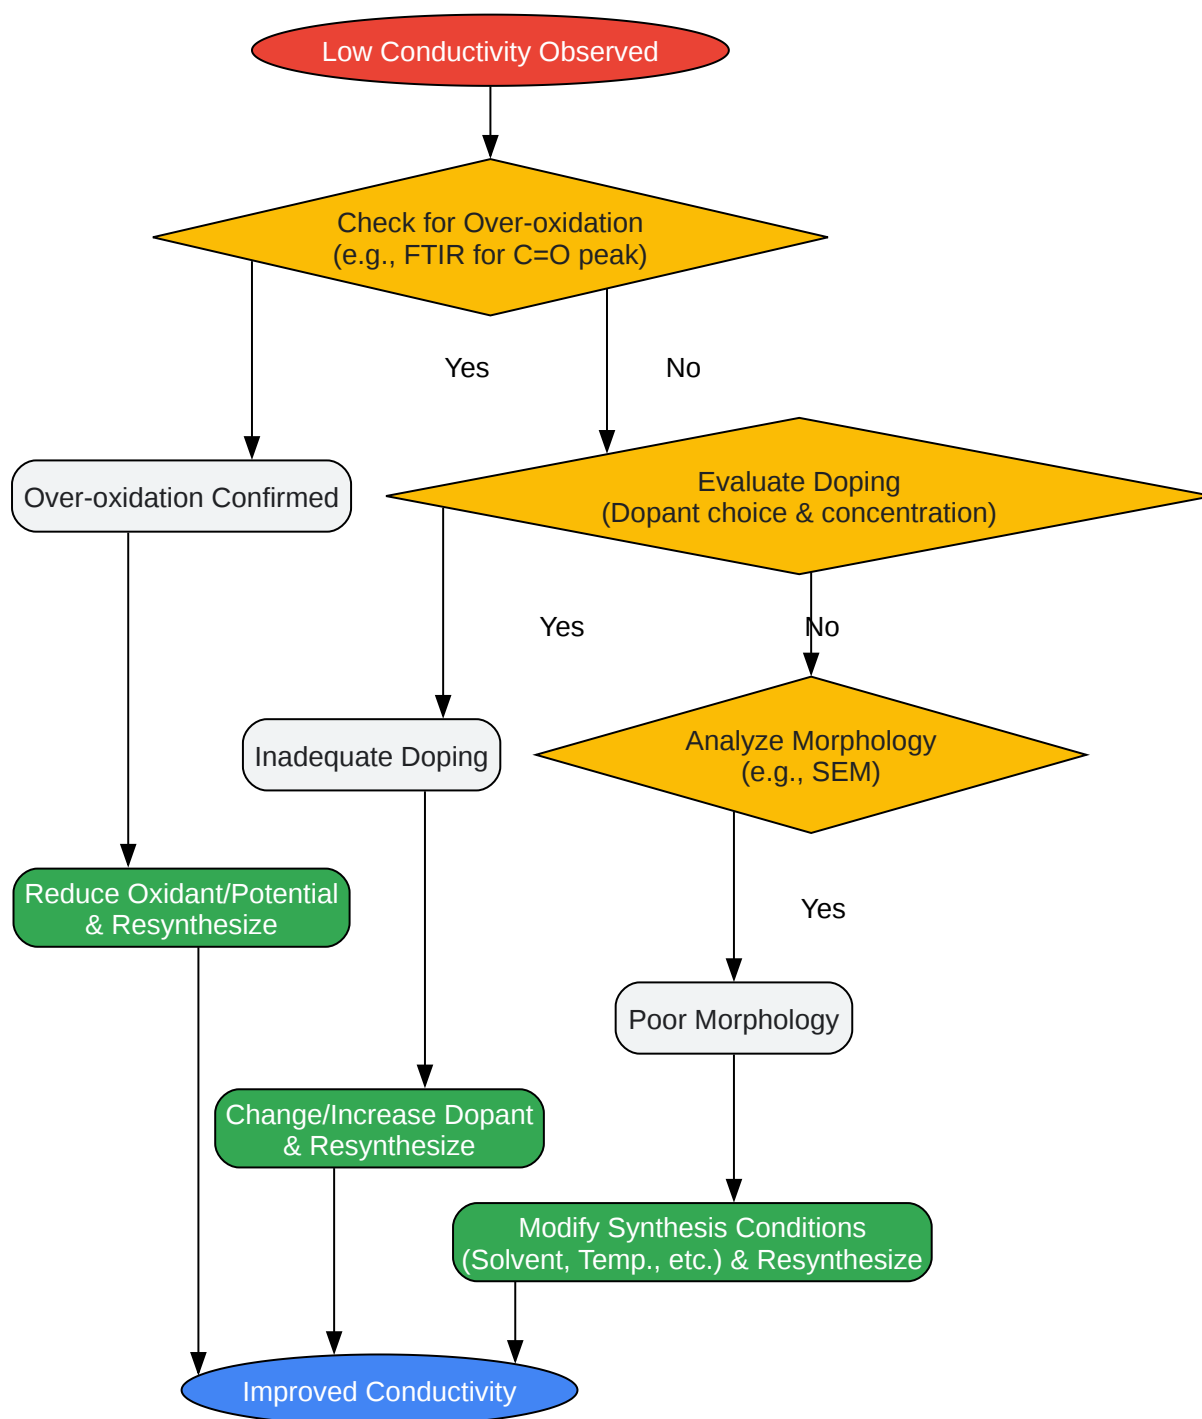 Low Conductivity Observed
Check for Over-oxidation
(e.g., FTIR for C=O peak)
Yes
No
Over-oxidation Confirmed
Evaluate Doping
(Dopant choice & concentration)
Yes
No
Inadequate Doping
Analyze Morphology
(e.g., SEM)
Reduce Oxidant/Potential
& Resynthesize
Yes
Poor Morphology
Change/Increase Dopant
& Resynthesize
Modify Synthesis Conditions
(Solvent, Temp., etc.) & Resynthesize
Improved Conductivity